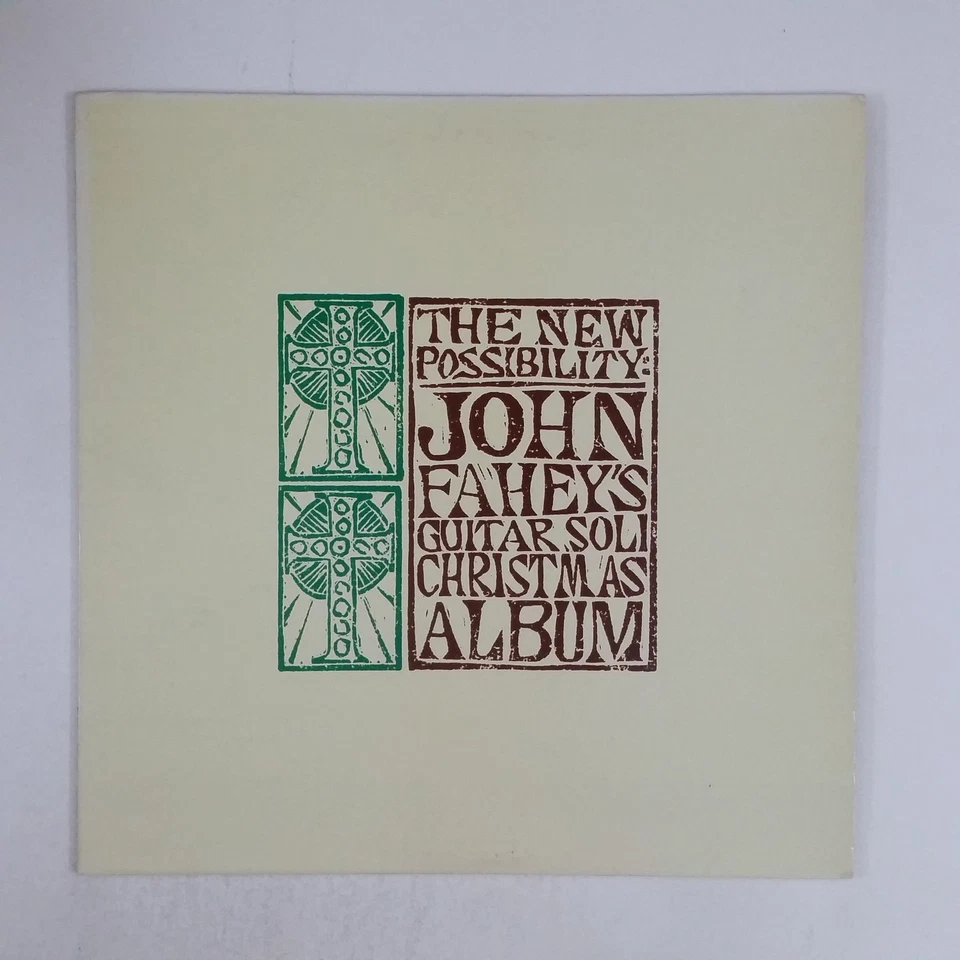 THE NEW
POSSIBILITY:
JOHN
FAHEY'S
GUITAR SOLI
CHRISTMAS
ALBUM